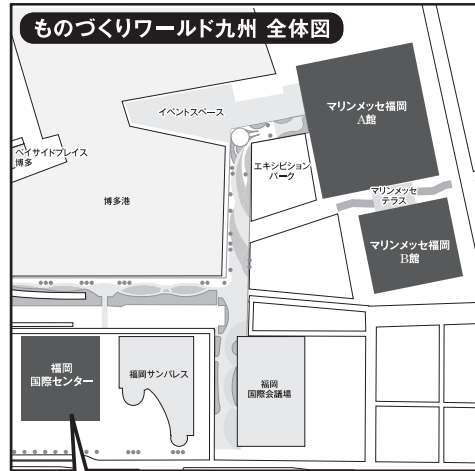 ものづくりワールド九州 全体図
イベントスペース
マリンメッセ福岡
A館
ベイサイドプレイス
博多
エキシビション
パーク
マリンメッセ
テラス
博多港
マリンメッセ福岡
B館
福岡
国際センター
福岡サンパレス
福岡
国際会議場